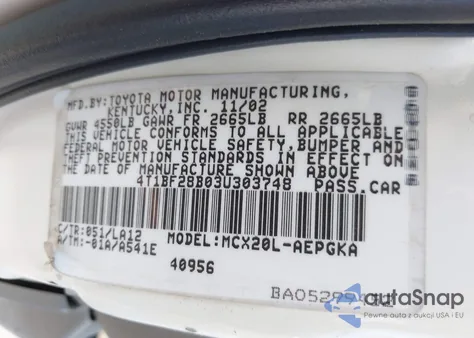 MFD.BY:TOYOTA MOTOR MANUFACTURING,
KENTUCKY,INC. 11/02
GVWR 4550LB GAWR FR 2665LB RR 2665LB
THIS VEHICLE CONFORMS TO ALL APPLICABLE
FEDERAL MOTOR VEHICLE SAFETY,BUMPER AND
THEFT PREVENTION STANDARDS IN EFFECT ON
THE DATE OF MANUFACTURE SHOWN ABOVE.
4T1BF28B03U303748 PASS.CAR
C/TR:051/LA12 MODEL:MCX20L-AEPGKA
A/TM:-01A/A541E
40956
autoSnap
Pewne auta z USA i UE | EU